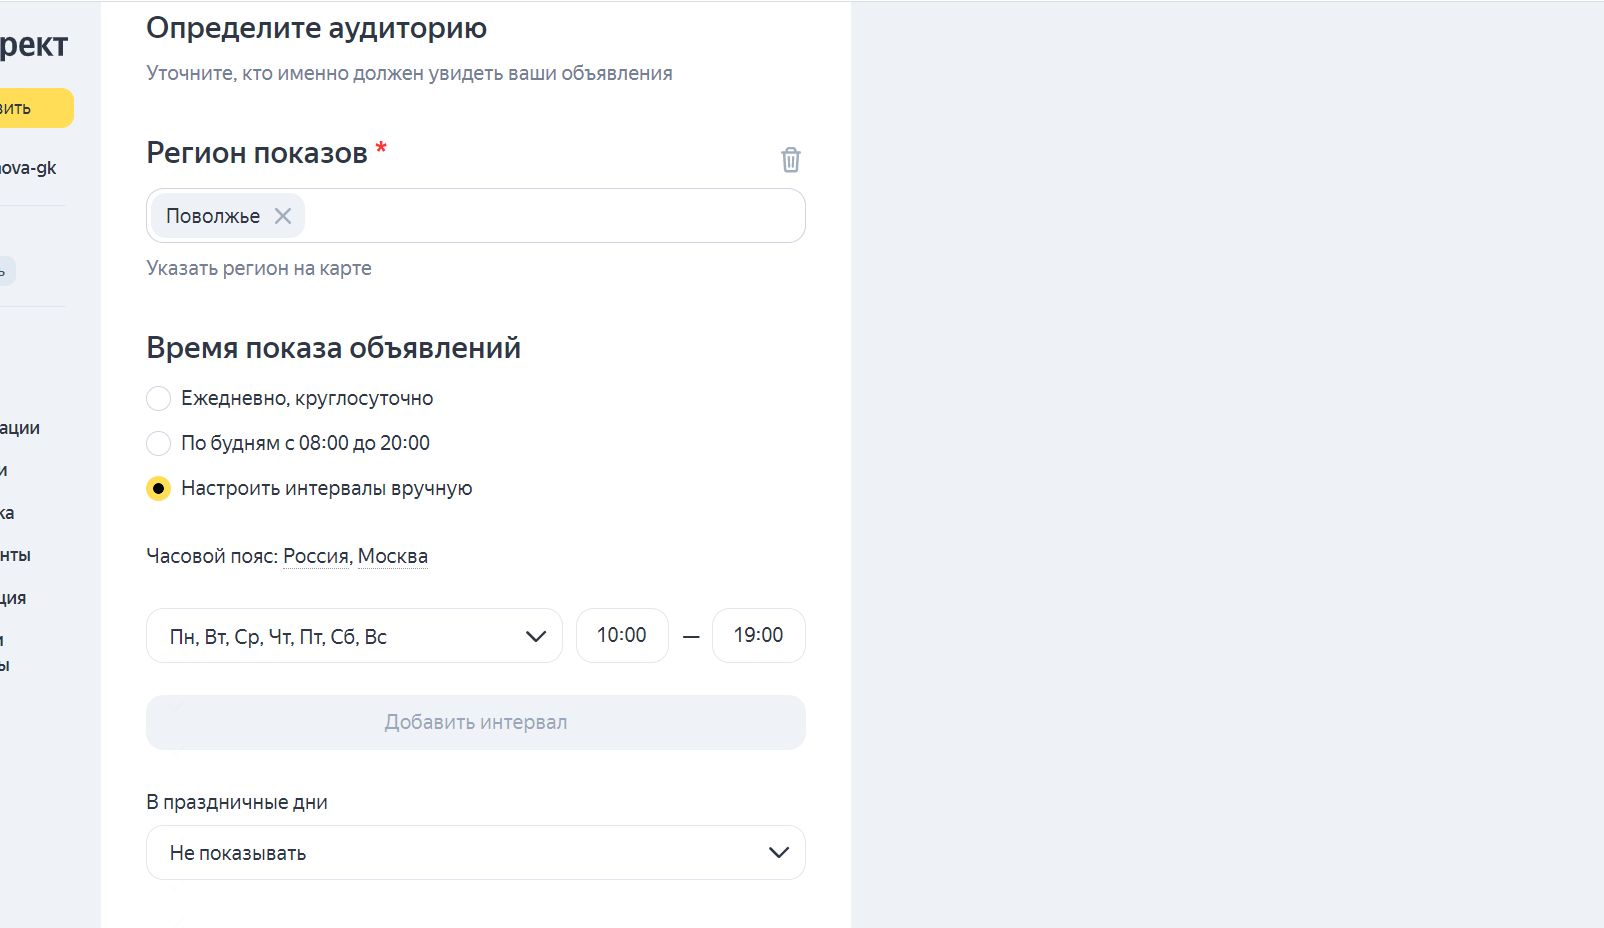 Определите аудиторию
рект
Уточните, кто именно должен увидеть ваши объявления
вить
Регион показов *
nova-gk
Поволжье
Указать регион на карте
ь
Время показа объявлений
Ежедневно, круглосуточно
ации
По будням с 08:00 до 20:00
и
Настроить интервалы вручную
ка
нты
Часовой пояс: Россия, Москва
ция
и
Пн, Вт, Ср, Чт, Пт, Сб, Вс
10:00 — 19:00
ы
Добавить интервал
В праздничные дни
Не показывать